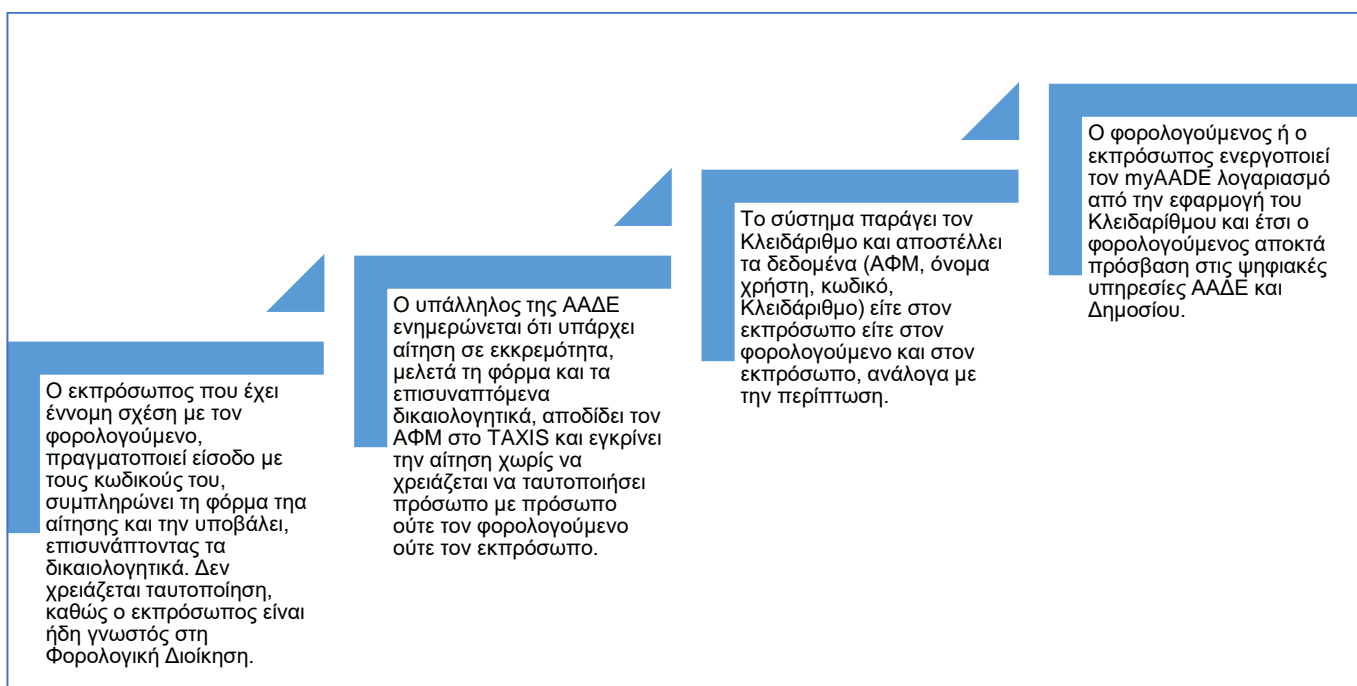 Ο εκπρόσωπος που έχει
έννομη σχέση με τον
φορολογούμενο,
πραγματοποιεί είσοδο με
τους κωδικούς του,
συμπληρώνει τη φόρμα τηα
αίτησης και την υποβάλει,
επισυνάπτοντας τα
δικαιολογητικά. Δεν
χρειάζεται ταυτοποίηση,
καθώς ο εκπρόσωπος είναι
ήδη γνωστός στη
Φορολογική Διοίκηση.
Ο υπάλληλος της ΑΑΔΕ
ενημερώνεται ότι υπάρχει
αίτηση σε εκκρεμότητα,
μελετά τη φόρμα και τα
επισυναπτόμενα
δικαιολογητικά, αποδίδει τον
ΑΦΜ στο TAXIS και εγκρίνει
την αίτηση χωρίς να
χρειάζεται να ταυτοποιήσει
πρόσωπο με πρόσωπο
ούτε τον φορολογούμενο
ούτε τον εκπρόσωπο.
Το σύστημα παράγει τον
Κλειδάριθμο και αποστέλλει
τα δεδομένα (ΑΦΜ, όνομα
χρήστη, κωδικό,
Κλειδάριθμο) είτε στον
εκπρόσωπο είτε στον
φορολογούμενο και στον
εκπρόσωπο, ανάλογα με
την περίπτωση.
Ο φορολογούμενος ή ο
εκπρόσωπος ενεργοποιεί
τον myAADE λογαριασμό
από την εφαρμογή του
Κλειδαρίθμου και έτσι ο
φορολογούμενος αποκτά
πρόσβαση στις ψηφιακές
υπηρεσίες ΑΑΔΕ και
Δημοσίου.